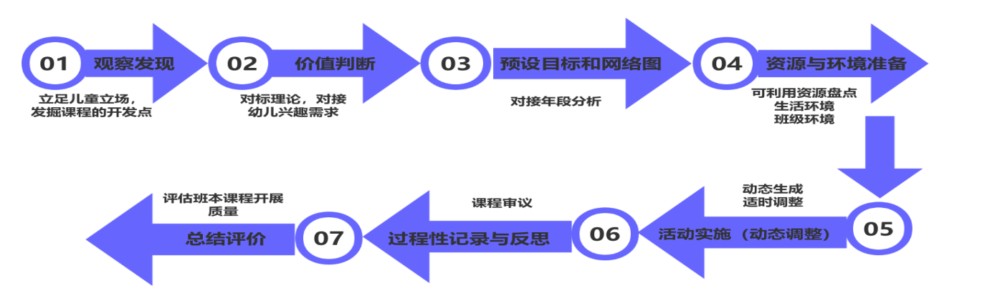 01
观察发现
立足儿童立场，
发掘课程的开发点
02
价值判断
对标理论，对接
幼儿兴趣需求
03
预设目标和网络图
对接年段分析
04
资源与环境准备
可利用资源盘点
生活环境
班级环境
05
动态生成
适时调整
活动实施（动态调整）
06
课程审议
过程性记录与反思
07
评估班本课程开展
质量
总结评价